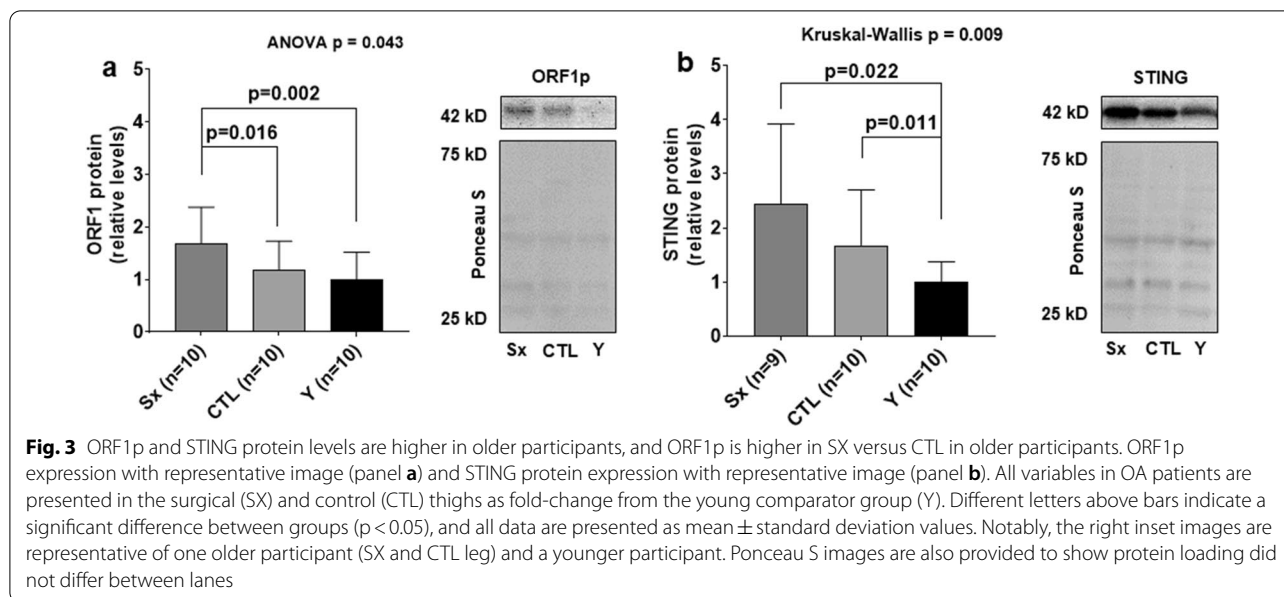 ANOVA p = 0.043
a
5
4
3
2
1
0
ORF1 protein
(relative levels)
p=0.002
p=0.016
Sx (n=10)
CTL (n=10)
Y (n=10)
ORF1p
42 kD
75 kD
Ponceau S
25 kD
Sx CTL Y
Kruskal-Wallis p = 0.009
b
5
4
3
2
1
0
STING protein
(relative levels)
p=0.022
p=0.011
Sx (n=9)
CTL (n=10)
Y (n=10)
STING
42 kD
75 kD
Ponceau S
25 kD
Sx CTL Y
Fig. 3 ORF1p and STING protein levels are higher in older participants, and ORF1p is higher in SX versus CTL in older participants. ORF1p
expression with representative image (panel a) and STING protein expression with representative image (panel b). All variables in OA patients are
presented in the surgical (SX) and control (CTL) thighs as fold-change from the young comparator group (Y). Different letters above bars indicate a
significant difference between groups (p < 0.05), and all data are presented as mean ± standard deviation values. Notably, the right inset images are
representative of one older participant (SX and CTL leg) and a younger participant. Ponceau S images are also provided to show protein loading did
not differ between lanes